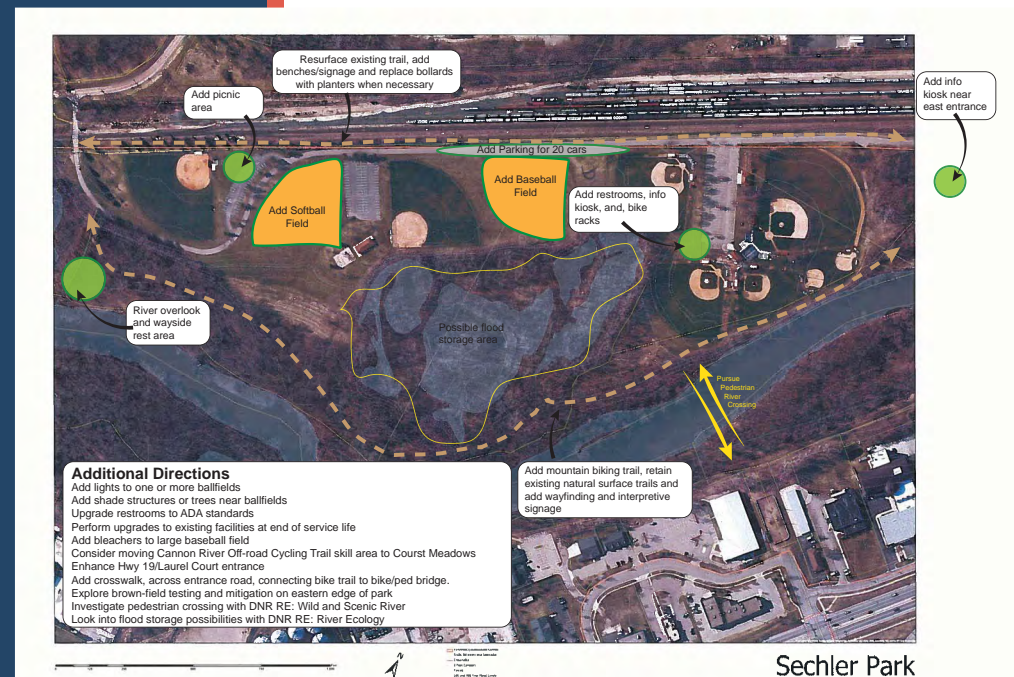 Resurface existing trail, add
benches/signage and replace bollards
with planters when necessary
Add picnic
area
Add info
kiosk near
east entrance
Add Parking for 20 cars
Add Baseball
Field
Add restrooms, info
kiosk, and, bike
racks
Add Softball
Field
River overlook
and wayside
rest area
Possible flood
storage area
Pursue
Pedestrian
River
Crossing
Add mountain biking trail, retain
existing natural surface trails and
add wayfinding and interpretive
signage
Additional Directions
Add lights to one or more ballfields
Add shade structures or trees near ballfields
Upgrade restrooms to ADA standards
Perform upgrades to existing facilities at end of service life
Add bleachers to large baseball field
Consider moving Cannon River Off-road Cycling Trail skill area to Courst Meadows
Enhance Hwy 19/Laurel Court entrance
Add crosswalk, across entrance road, connecting bike trail to bike/ped bridge.
Explore brown-field testing and mitigation on eastern edge of park
Investigate pedestrian crossing with DNR RE: Wild and Scenic River
Look into flood storage possibilities with DNR RE: River Ecology
Sechler Park